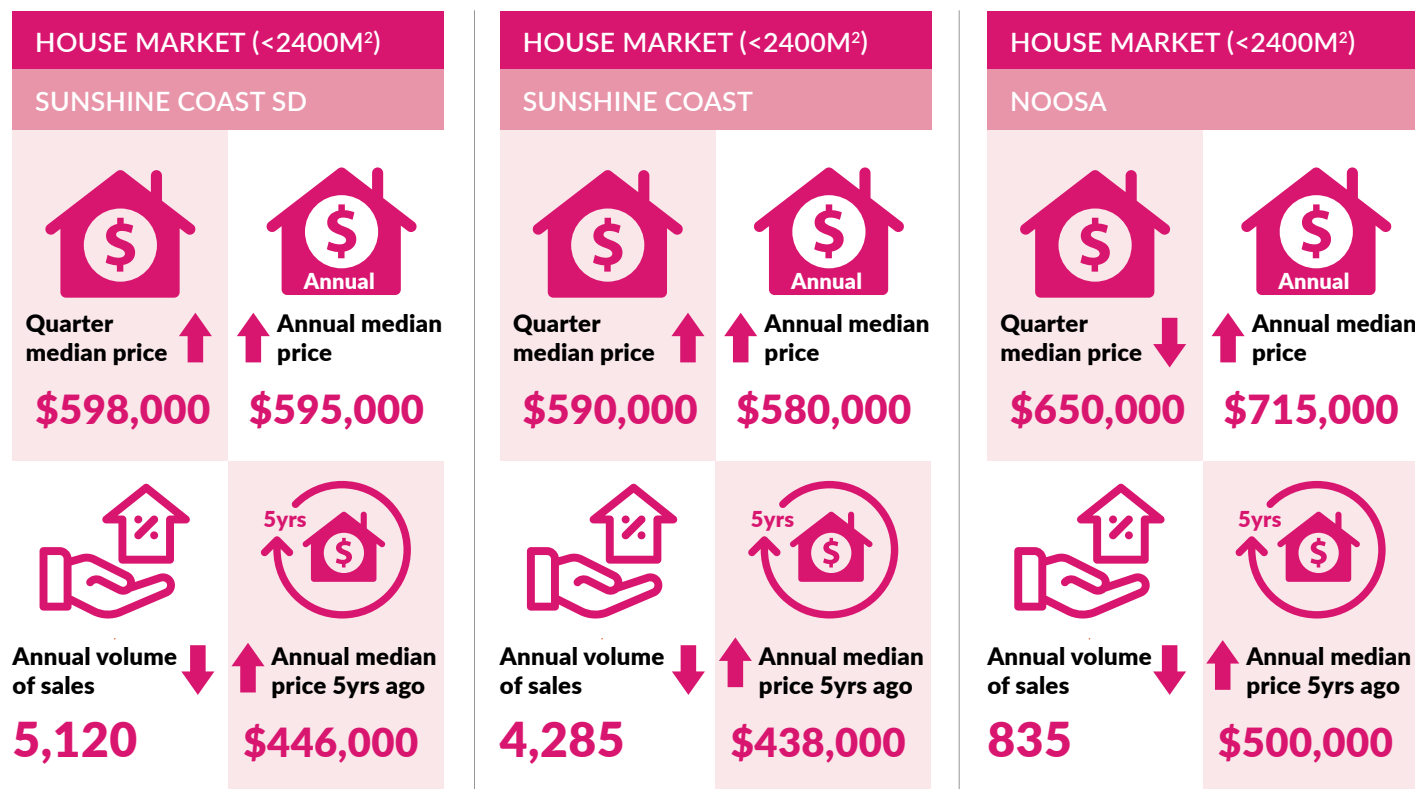 HOUSE MARKET (<2400M²)
SUNSHINE COAST SD
$
$
Annual
Quarter
median price
Annual median
price
$598,000
$595,000
%
5yrs
$
Annual volume
of sales
Annual median
price 5yrs ago
5,120
$446,000
HOUSE MARKET (<2400M²)
SUNSHINE COAST
$
$
Annual
Quarter
median price
Annual median
price
$590,000
$580,000
%
5yrs
$
Annual volume
of sales
Annual median
price 5yrs ago
4,285
$438,000
HOUSE MARKET (<2400M²)
NOOSA
$
$
Annual
Quarter
median price
Annual median
price
$650,000
$715,000
%
5yrs
$
Annual volume
of sales
Annual median
price 5yrs ago
835
$500,000